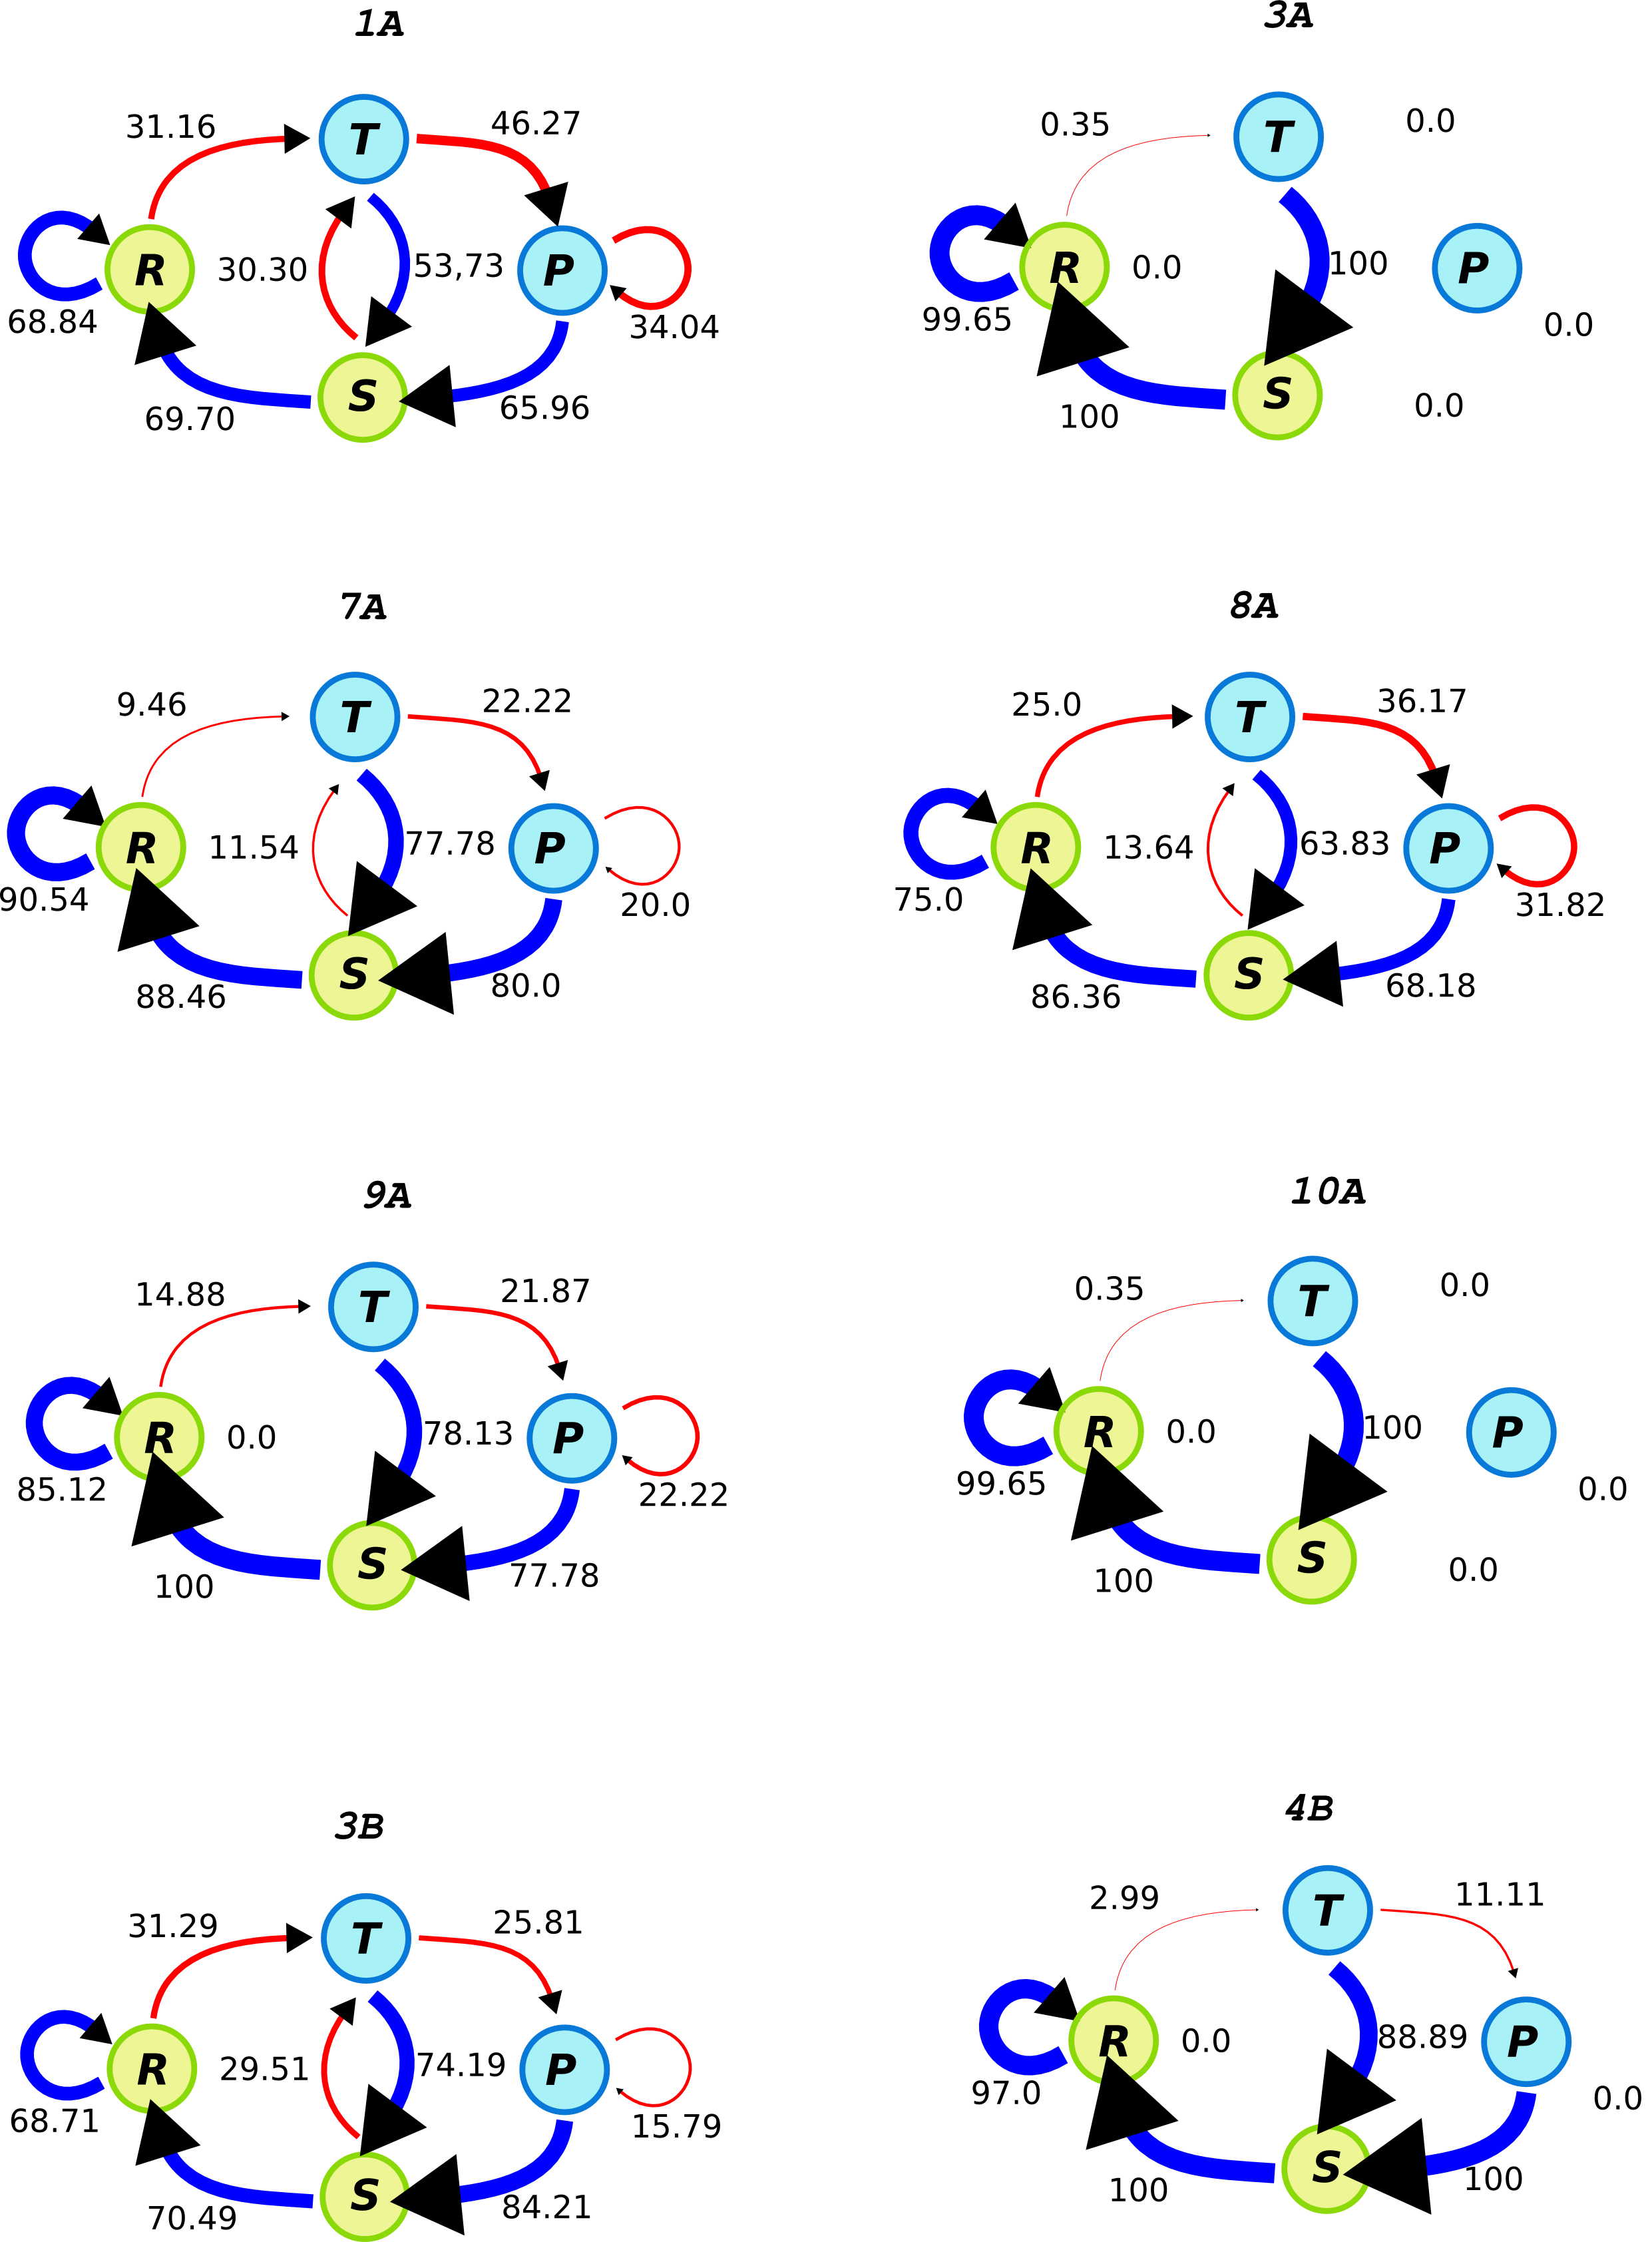 1A
31.16
T
46.27
R
30.30
53,73
P
68.84
34.04
69.70
S
65.96
3A
0.35
T
0.0
R
0.0
100
P
99.65
0.0
100
S
0.0
7A
9.46
T
22.22
R
11.54
77.78
P
90.54
20.0
88.46
S
80.0
8A
25.0
T
36.17
R
13.64
63.83
P
75.0
31.82
86.36
S
68.18
9A
14.88
T
21.87
R
0.0
78.13
P
85.12
22.22
100
S
77.78
10A
0.35
T
0.0
R
0.0
100
P
99.65
0.0
100
S
0.0
3B
31.29
T
25.81
R
29.51
74.19
P
68.71
15.79
70.49
S
84.21
4B
2.99
T
11.11
R
0.0
88.89
P
97.0
0.0
100
S
100